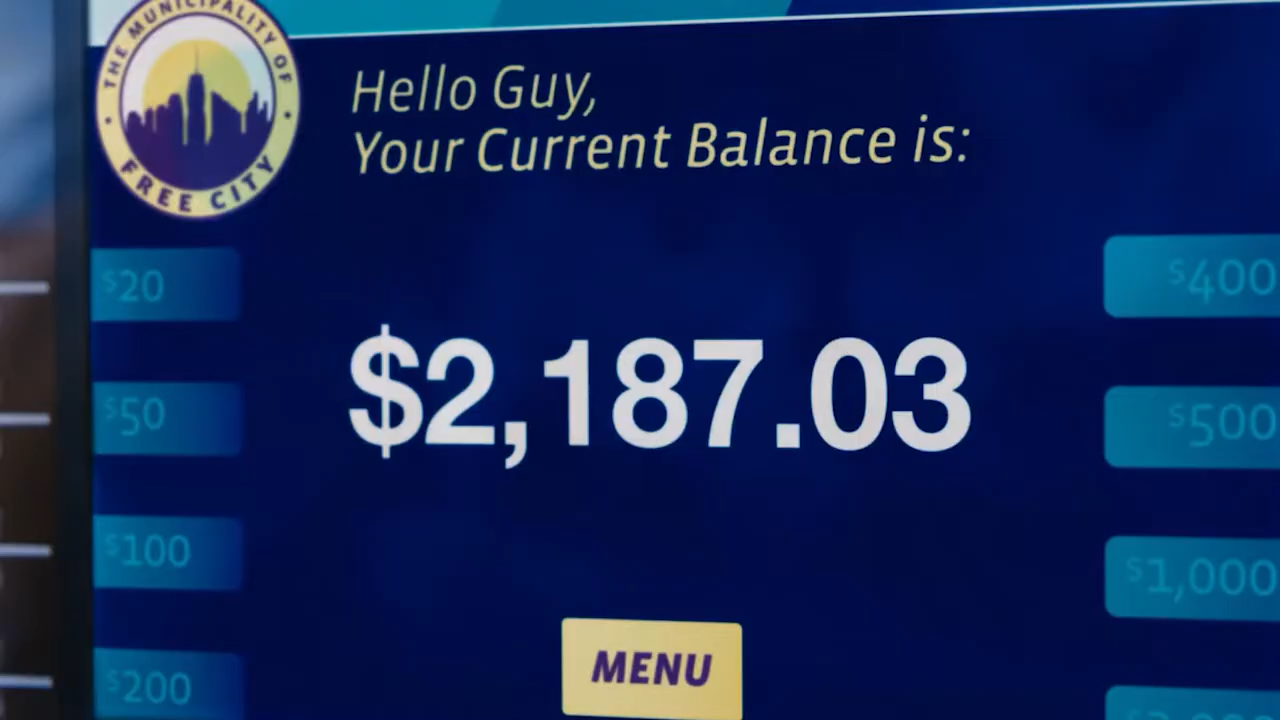 THE MUNICIPALITY OF
FREE CITY
Hello Guy,
Your Current Balance is:
$20
$400
$2,187.03
$50
$500
$100
$1,000
MENU
$200